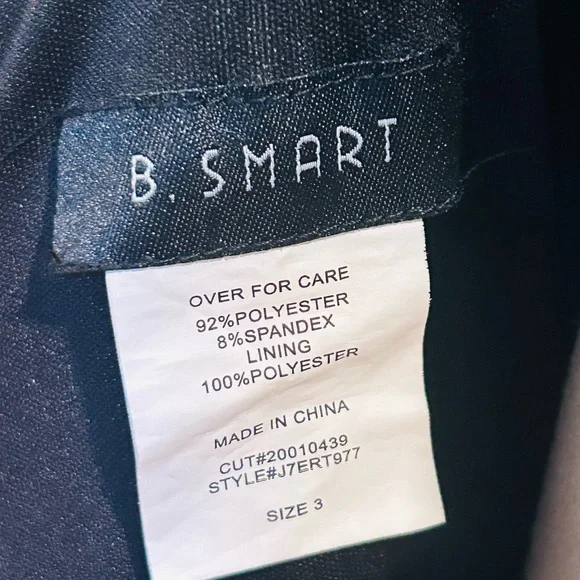 B. SMART
OVER FOR CARE
92%POLYESTER
8%SPANDEX
LINING
100%POLYESTER
MADE IN CHINA
CUT#20010439
STYLE#J7ERT977
SIZE 3